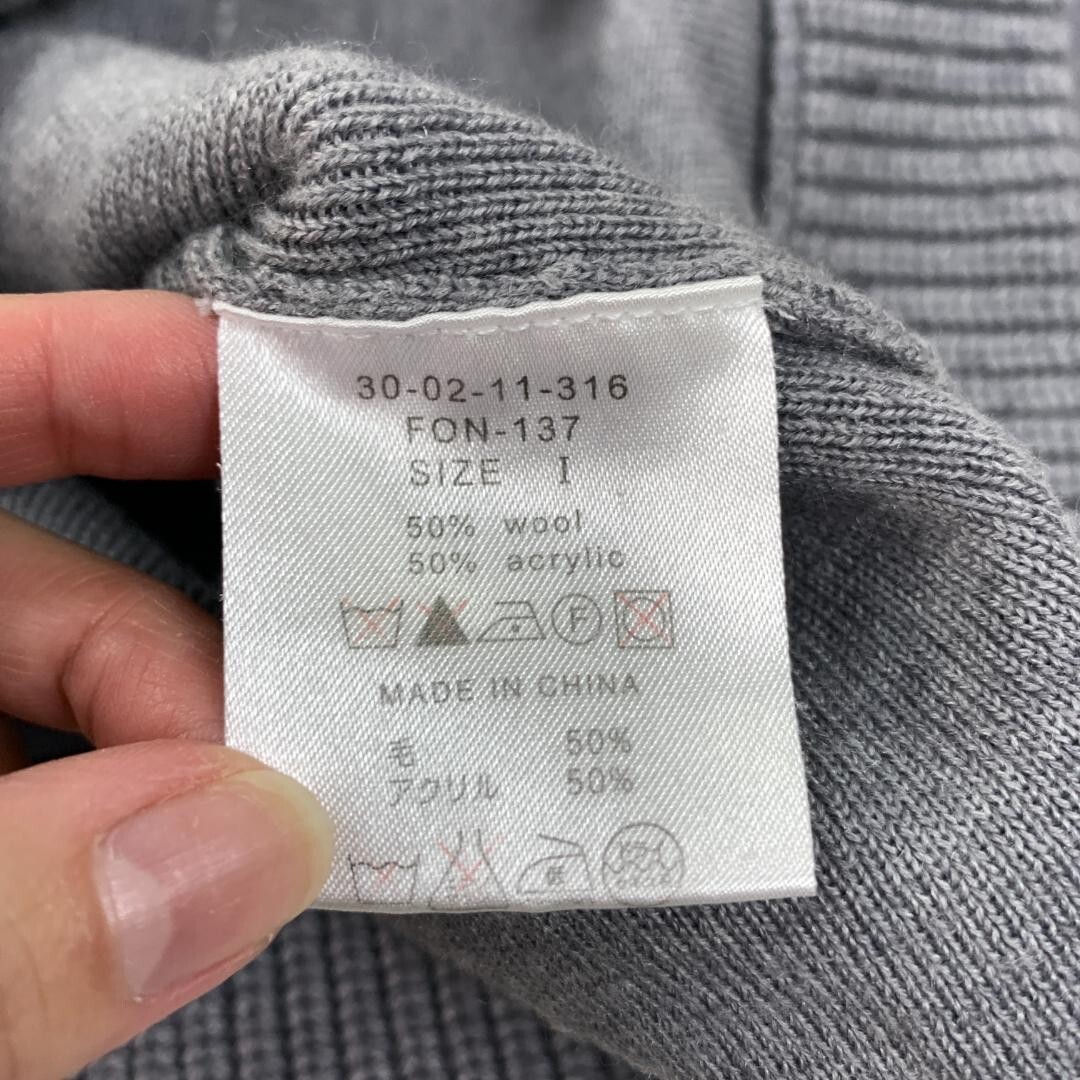 30-02-11-316
FON-137
SIZE I
50% wool
50% acrylic
F
MADE IN CHINA
毛 50%
アクリル 50%